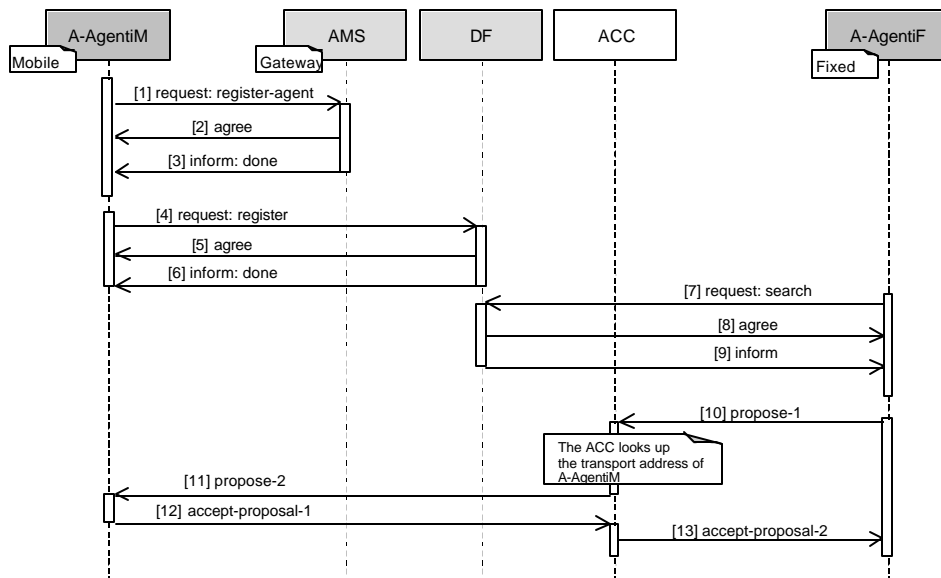 A-AgentiM
AMS
DF
ACC
A-AgentiF
Mobile
Gateway
Fixed
[1] request: register-agent
[2] agree
[3] inform: done
[4] request: register
[5] agree
[6] inform: done
[7] request: search
[8] agree
[9] inform
[10] propose-1
The ACC looks up
the transport address of
A-AgentiM
[11] propose-2
[12] accept-proposal-1
[13] accept-proposal-2